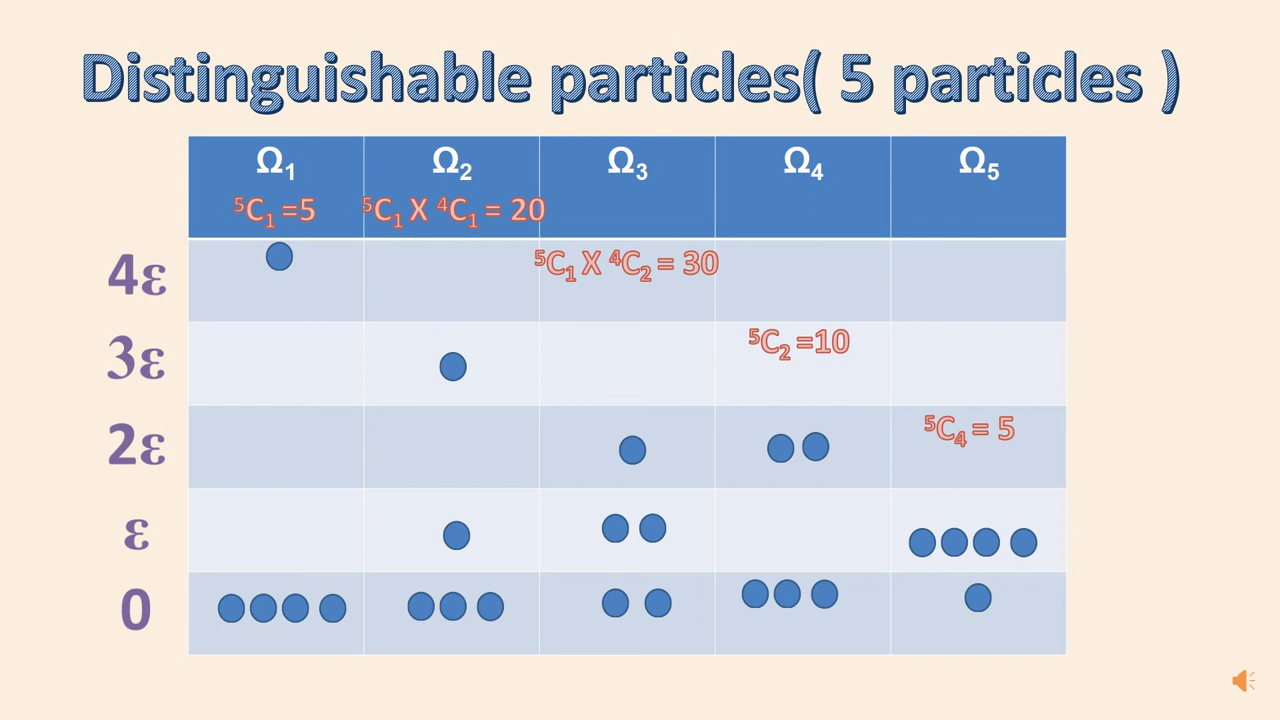 Distinguishable particles( 5 particles )
Ω₁ Ω₂ Ω₃ Ω₄ Ω₅
⁵C₁ =5 ⁵C₁ X ⁴C₁ = 20
4ε ⁵C₁ X ⁴C₂ = 30
3ε ⁵C₂ =10
2ε ⁵C₄ = 5
ε
0